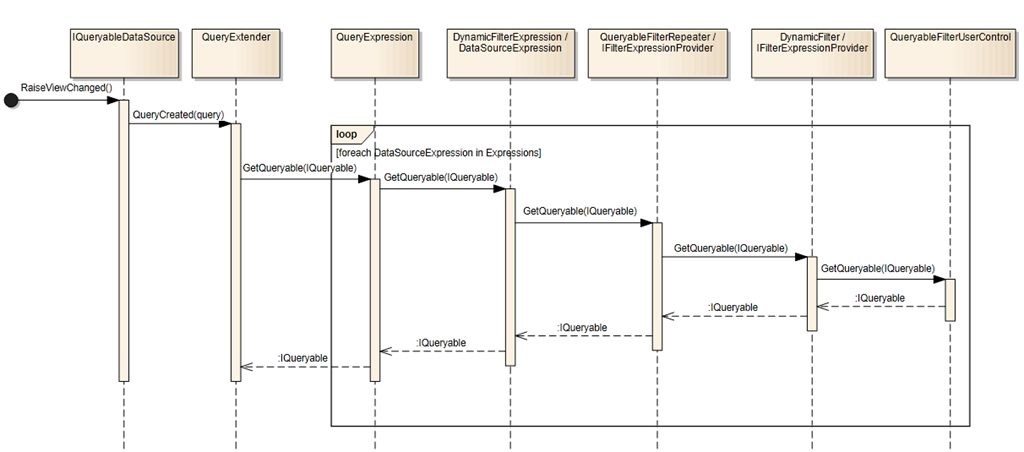 IQueryableDataSource
QueryExtender
QueryExpression
DynamicFilterExpression /
DataSourceExpression
QueryableFilterRepeater /
IFilterExpressionProvider
DynamicFilter /
IFilterExpressionProvider
QueryableFilterUserControl
RaiseViewChanged()
QueryCreated(query)
loop
[foreach DataSourceExpression in Expressions]
GetQueryable(IQueryable)
GetQueryable(IQueryable)
GetQueryable(IQueryable)
GetQueryable(IQueryable)
GetQueryable(IQueryable)
:IQueryable
:IQueryable
:IQueryable
:IQueryable
:IQueryable